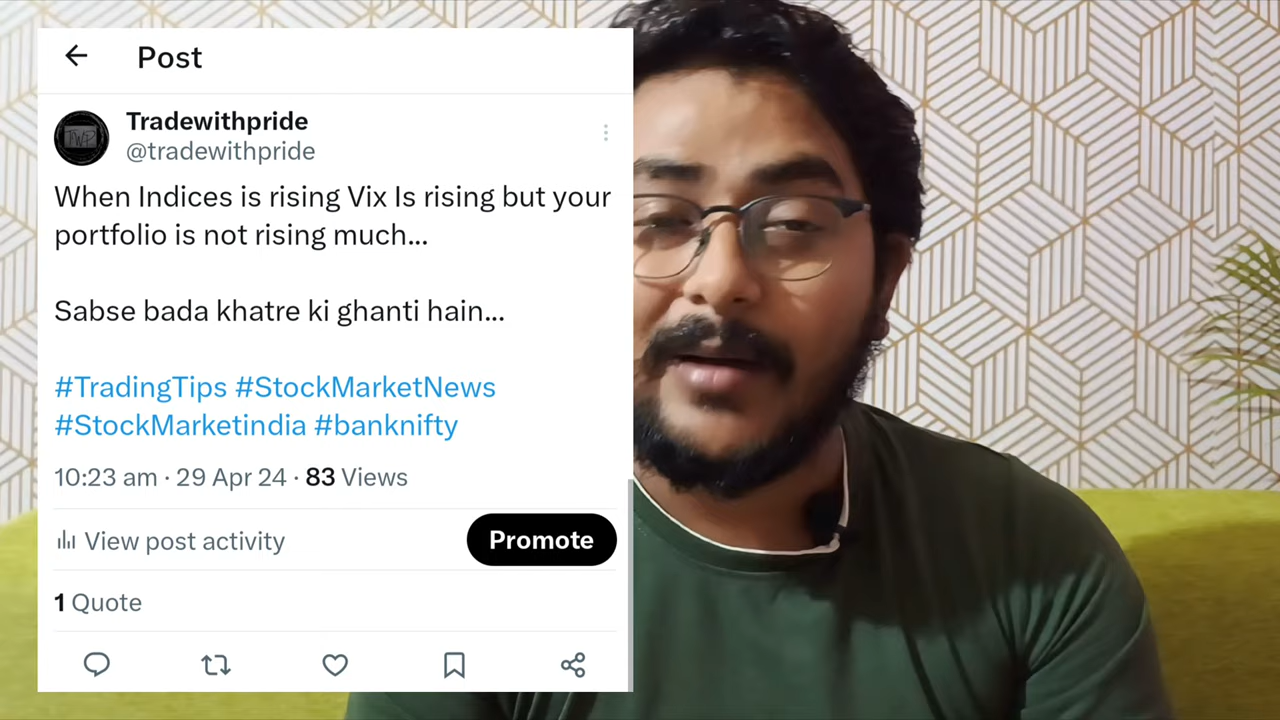 Post
Tradewithpride
@tradewithpride
When Indices is rising Vix Is rising but your
portfolio is not rising much...
Sabse bada khatre ki ghanti hain...
#TradingTips #StockMarketNews
#StockMarketindia #banknifty
10:23 am · 29 Apr 24 · 83 Views
View post activity
Promote
1 Quote